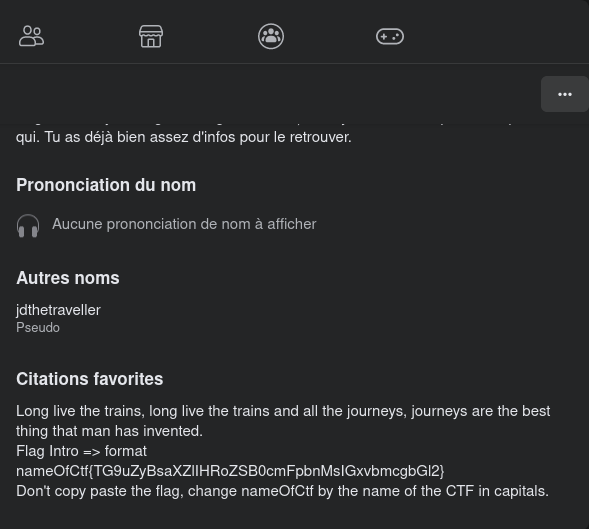 qui. Tu as déjà bien assez d'infos pour le retrouver.
Prononciation du nom
Aucune prononciation de nom à afficher
Autres noms
jdthetraveller
Pseudo
Citations favorites
Long live the trains, long live the trains and all the journeys, journeys are the best
thing that man has invented.
Flag Intro => format
nameOfCtf{TG9uZyBsaXZlIHRoZSB0cmFpbnMsIGxvbmcgbGl2}
Don't copy paste the flag, change nameOfCtf by the name of the CTF in capitals.